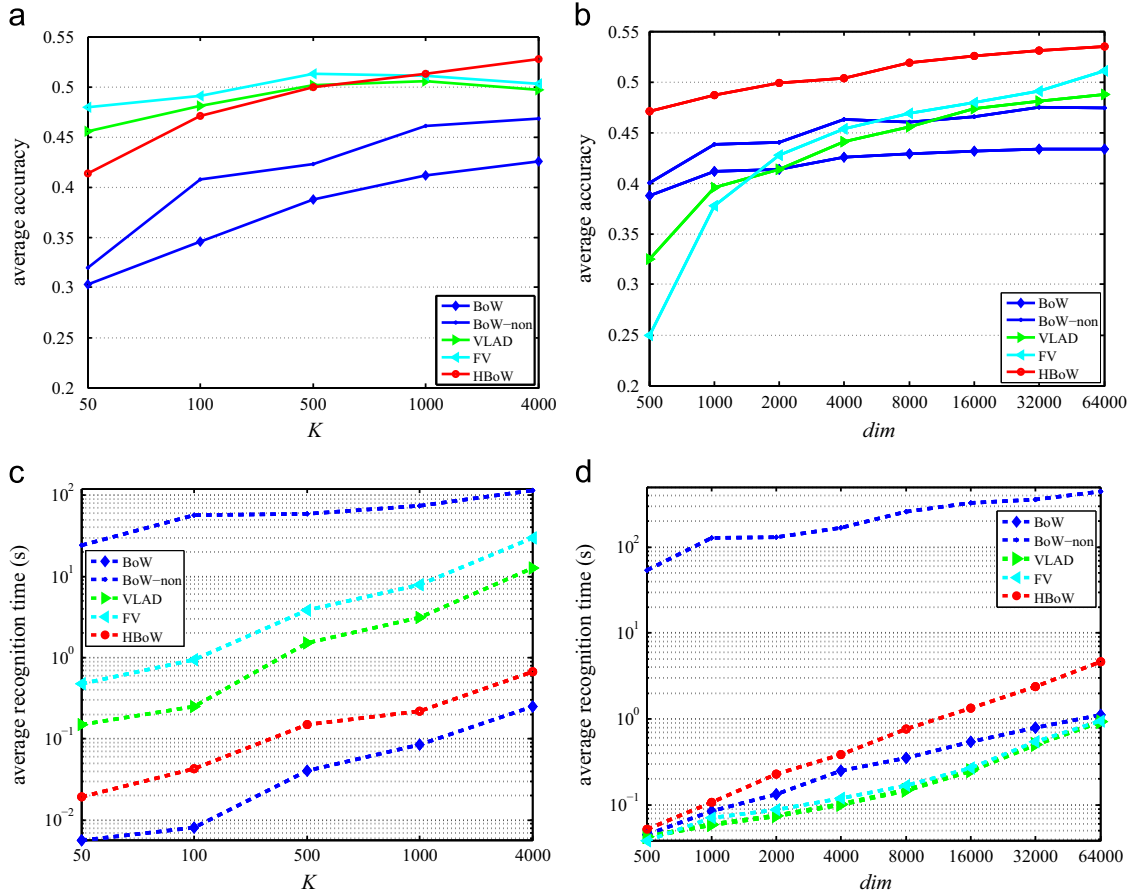 a
average accuracy
0.55
0.5
0.45
0.4
0.35
0.3
0.25
0.2
50 100 500 1000 4000
K
BoW
BoW-non
VLAD
FV
HBoW
b
average accuracy
0.55
0.5
0.45
0.4
0.35
0.3
0.25
0.2
500 1000 2000 4000 8000 16000 32000 64000
dim
BoW
BoW-non
VLAD
FV
HBoW
c
average recognition time (s)
10^2
10^1
10^0
10^-1
10^-2
50 100 500 1000 4000
K
BoW
BoW-non
VLAD
FV
HBoW
d
average recognition time (s)
10^2
10^1
10^0
10^-1
500 1000 2000 4000 8000 16000 32000 64000
dim
BoW
BoW-non
VLAD
FV
HBoW